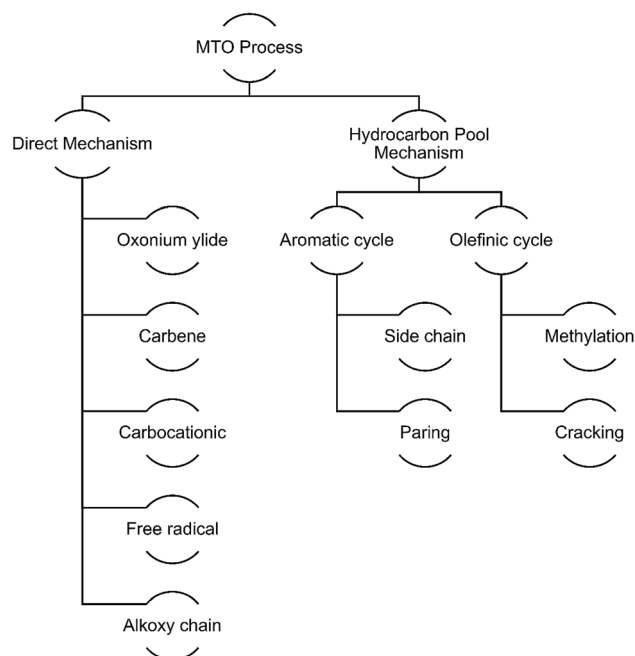 MTO Process
Direct Mechanism
Hydrocarbon Pool
Mechanism
Oxonium ylide
Aromatic cycle
Olefinic cycle
Carbene
Side chain
Methylation
Carbocationic
Paring
Cracking
Free radical
Alkoxy chain